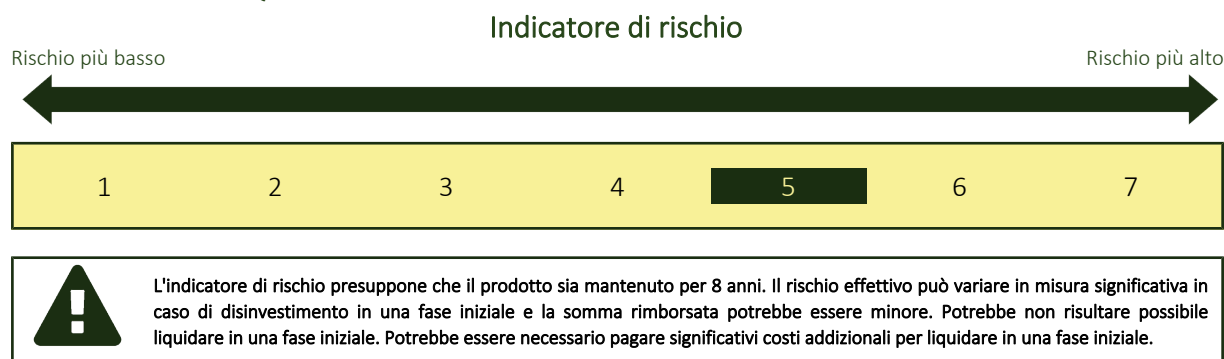 Indicatore di rischio
Rischio più basso
Rischio più alto
1 2 3 4 5 6 7
L'indicatore di rischio presuppone che il prodotto sia mantenuto per 8 anni. Il rischio effettivo può variare in misura significativa in
caso di disinvestimento in una fase iniziale e la somma rimborsata potrebbe essere minore. Potrebbe non risultare possibile
liquidare in una fase iniziale. Potrebbe essere necessario pagare significativi costi addizionali per liquidare in una fase iniziale.